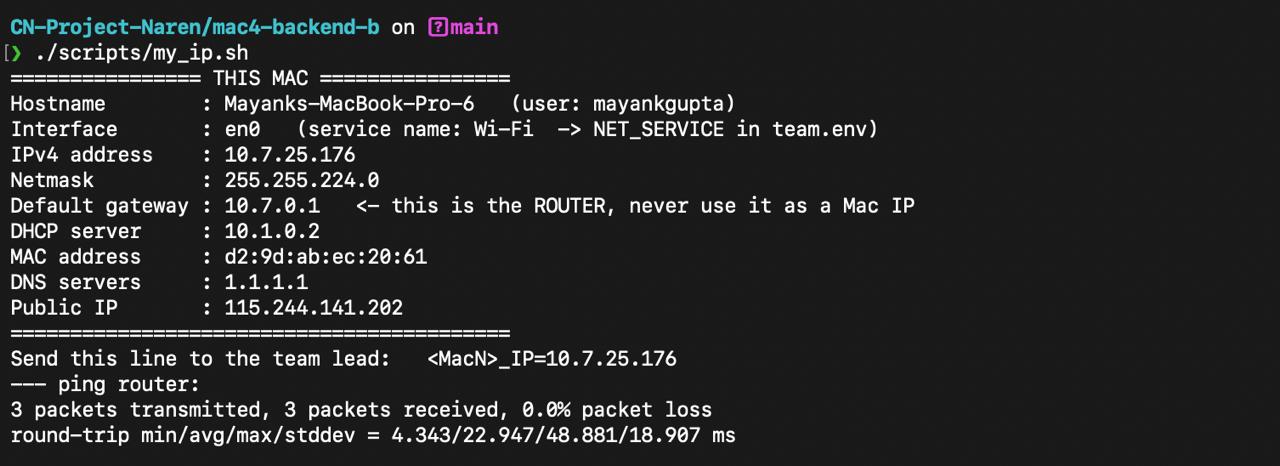 CN-Project-Naren/mac4-backend-b on ?main
[❯ ./scripts/my_ip.sh
================ THIS MAC ================
Hostname        : Mayanks-MacBook-Pro-6   (user: mayankgupta)
Interface       : en0   (service name: Wi-Fi  -> NET_SERVICE in team.env)
IPv4 address    : 10.7.25.176
Netmask         : 255.255.224.0
Default gateway : 10.7.0.1   <- this is the ROUTER, never use it as a Mac IP
DHCP server     : 10.1.0.2
MAC address     : d2:9d:ab:ec:20:61
DNS servers     : 1.1.1.1
Public IP       : 115.244.141.202
==========================================
Send this line to the team lead:   <MacN>_IP=10.7.25.176
--- ping router:
3 packets transmitted, 3 packets received, 0.0% packet loss
round-trip min/avg/max/stddev = 4.343/22.947/48.881/18.907 ms